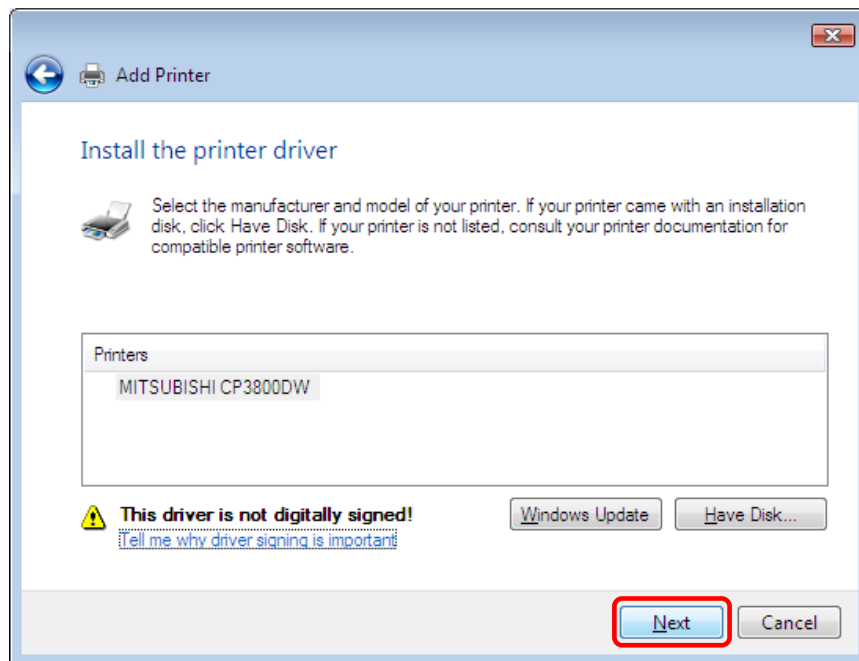 Add Printer
Install the printer driver
Select the manufacturer and model of your printer. If your printer came with an installation
disk, click Have Disk. If your printer is not listed, consult your printer documentation for
compatible printer software.
Printers
MITSUBISHI CP3800DW
This driver is not digitally signed!
Tell me why driver signing is important
Windows Update
Have Disk...
Next
Cancel